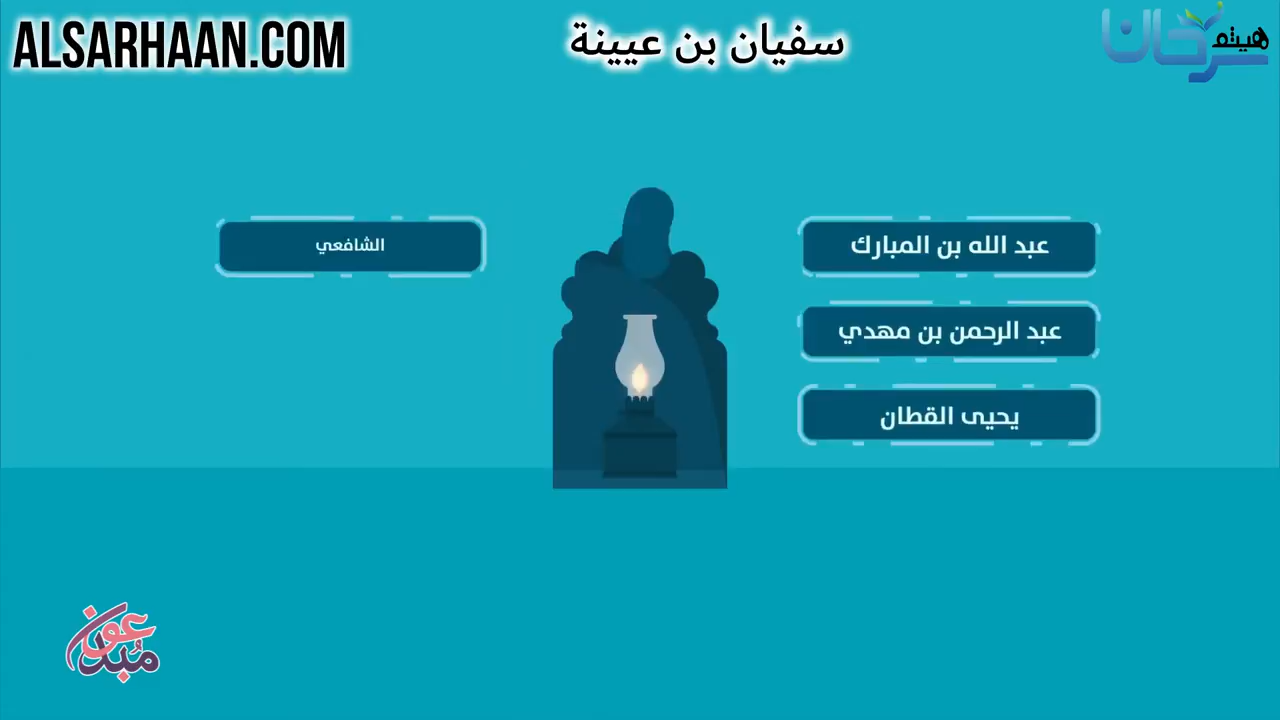 ALSARHAAN.COM
سفيان بن عيينة
هيثم سرحان
عبد الله بن المبارك
الشافعي
عبد الرحمن بن مهدي
يحيى القطان
مبدعون